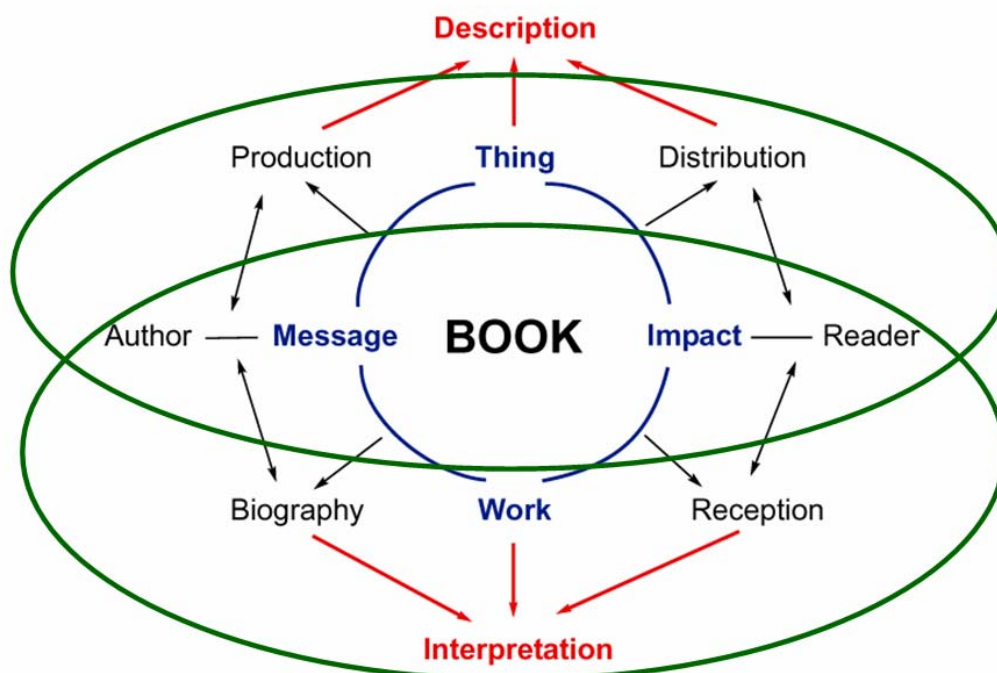 Description
Production Thing Distribution
Author Message BOOK Impact Reader
Biography Work Reception
Interpretation